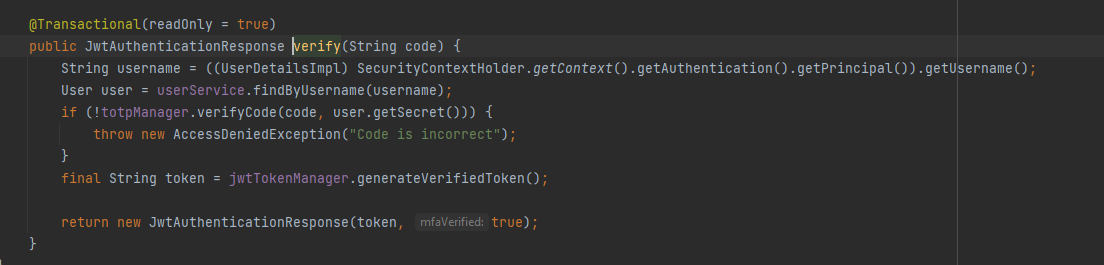 @Transactional(readOnly = true)
public JwtAuthenticationResponse verify(String code) {
String username = ((UserDetailsImpl) SecurityContextHolder.getContext().getAuthentication().getPrincipal()).getUsername();
User user = userService.findByUsername(username);
if (!totpManager.verifyCode(code, user.getSecret())) {
throw new AccessDeniedException("Code is incorrect");
}
final String token = jwtTokenManager.generateVerifiedToken();
return new JwtAuthenticationResponse(token, mfaVerified: true);
}